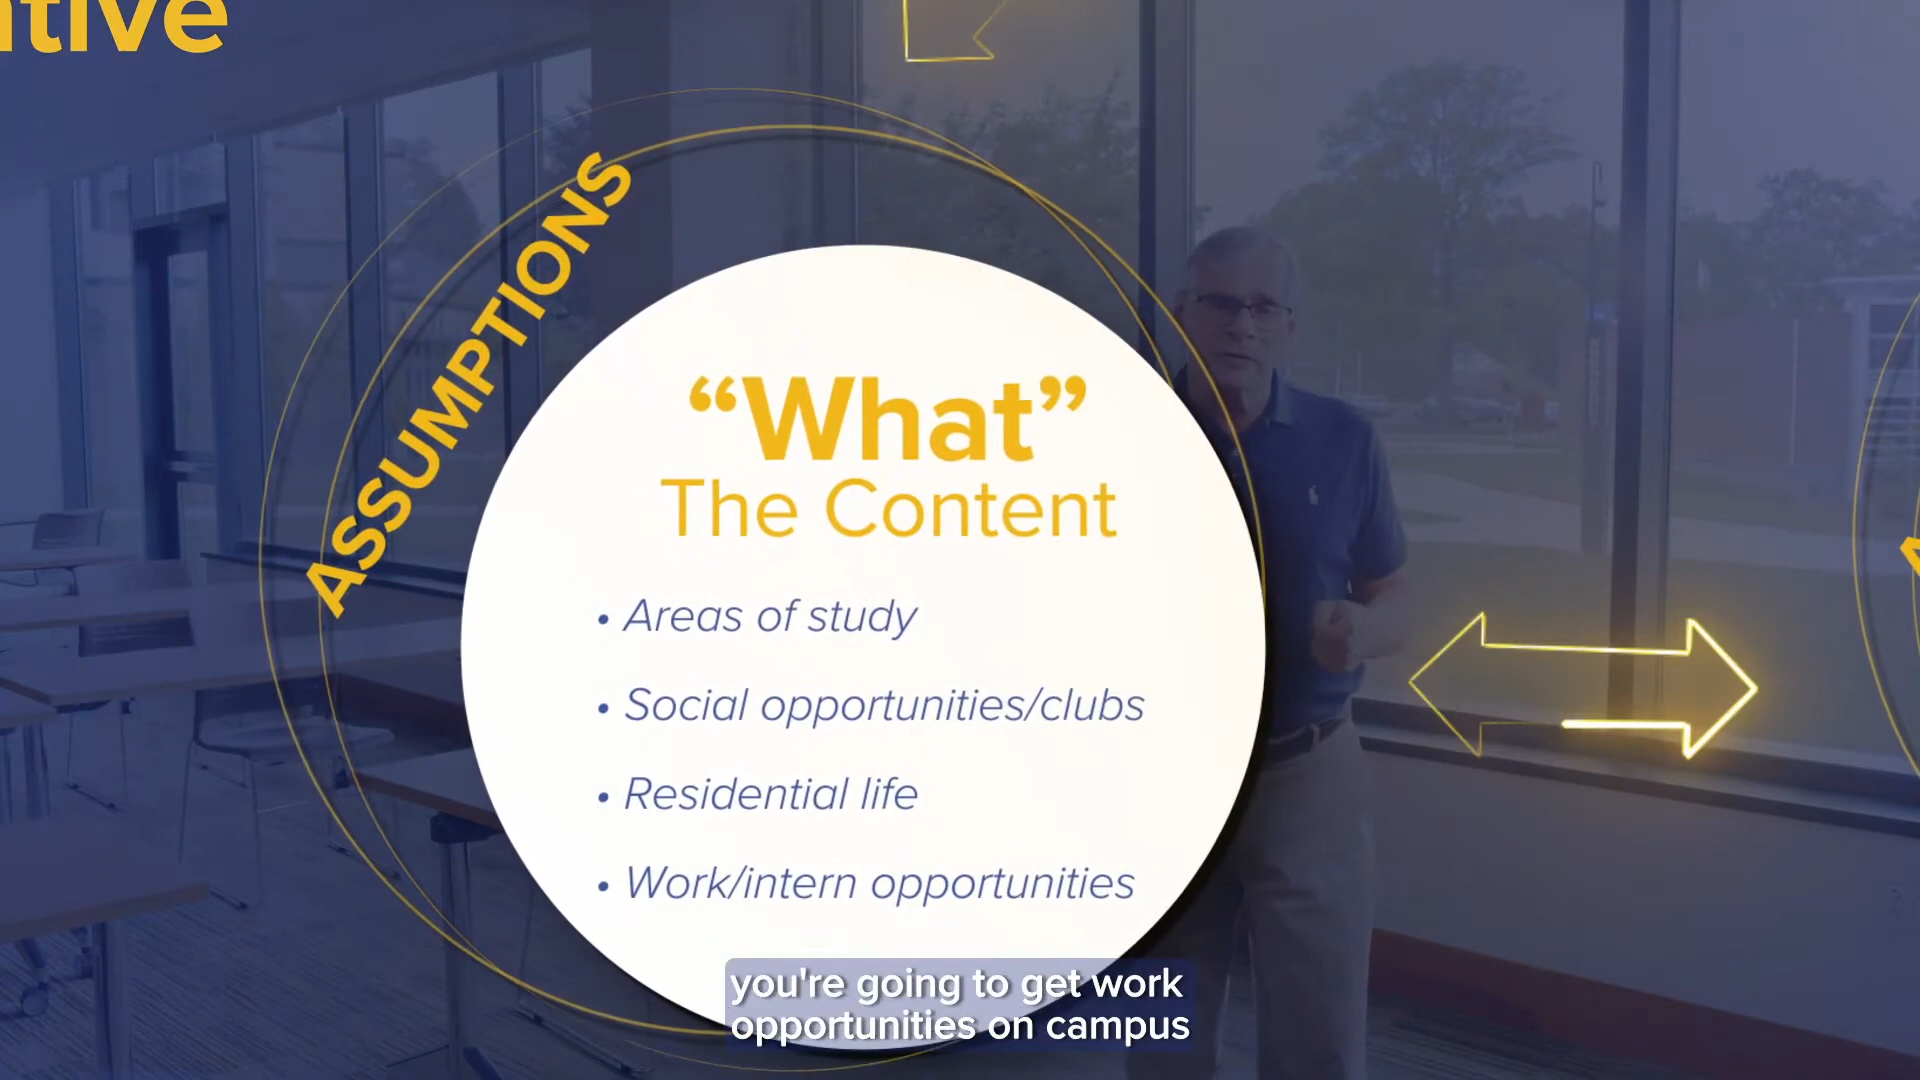 ntive
ASSUMPTIONS
“What”
The Content
• Areas of study
• Social opportunities/clubs
• Residential life
• Work/intern opportunities
you're going to get work
opportunities on campus